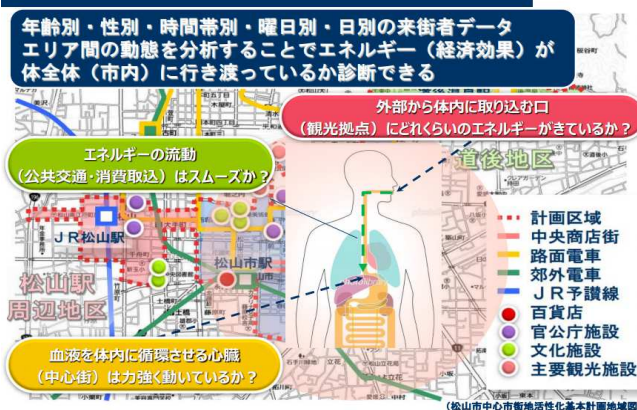 年齢別・性別・時間帯別・曜日別・日別の来街者データ
エリア間の動態を分析することでエネルギー（経済効果）が
体全体（市内）に行き渡っているか診断できる
外部から体内に取り込む口
（観光拠点）にどれくらいのエネルギーがきているか？
エネルギーの流動
（公共交通・消費取込）はスムーズか？
道後地区
ＪＲ松山駅
松山市駅
松山駅
周辺地区
計画区域
中央商店街
路面電車
郊外電車
ＪＲ予讃線
百貨店
官公庁施設
文化施設
主要観光施設
血液を体内に循環させる心臓
（中心街）は力強く動いているか？
（松山市中心市街地活性化基本計画地域図